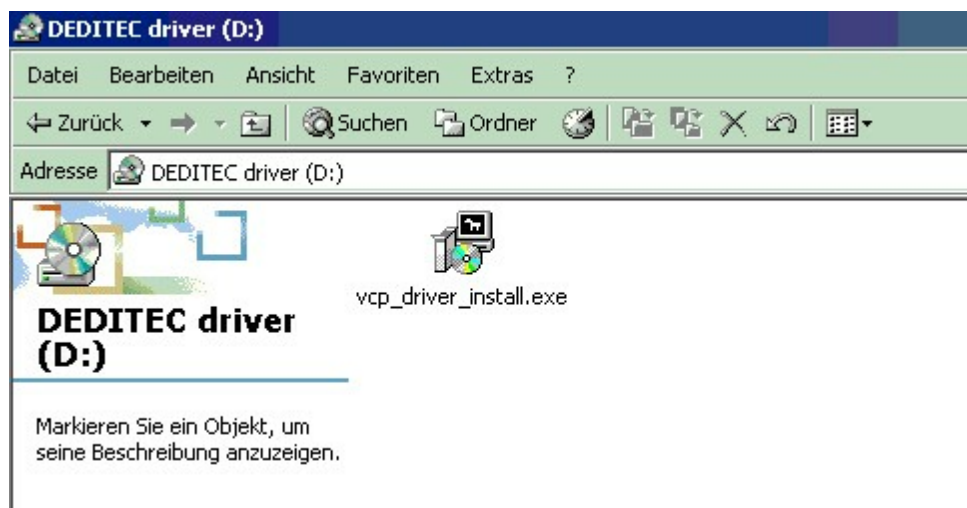 DEDITEC driver (D:)
Datei Bearbeiten Ansicht Favoriten Extras ?
Zurück Suchen Ordner
Adresse DEDITEC driver (D:)
vcp_driver_install.exe
DEDITEC driver
(D:)
Markieren Sie ein Objekt, um
seine Beschreibung anzuzeigen.